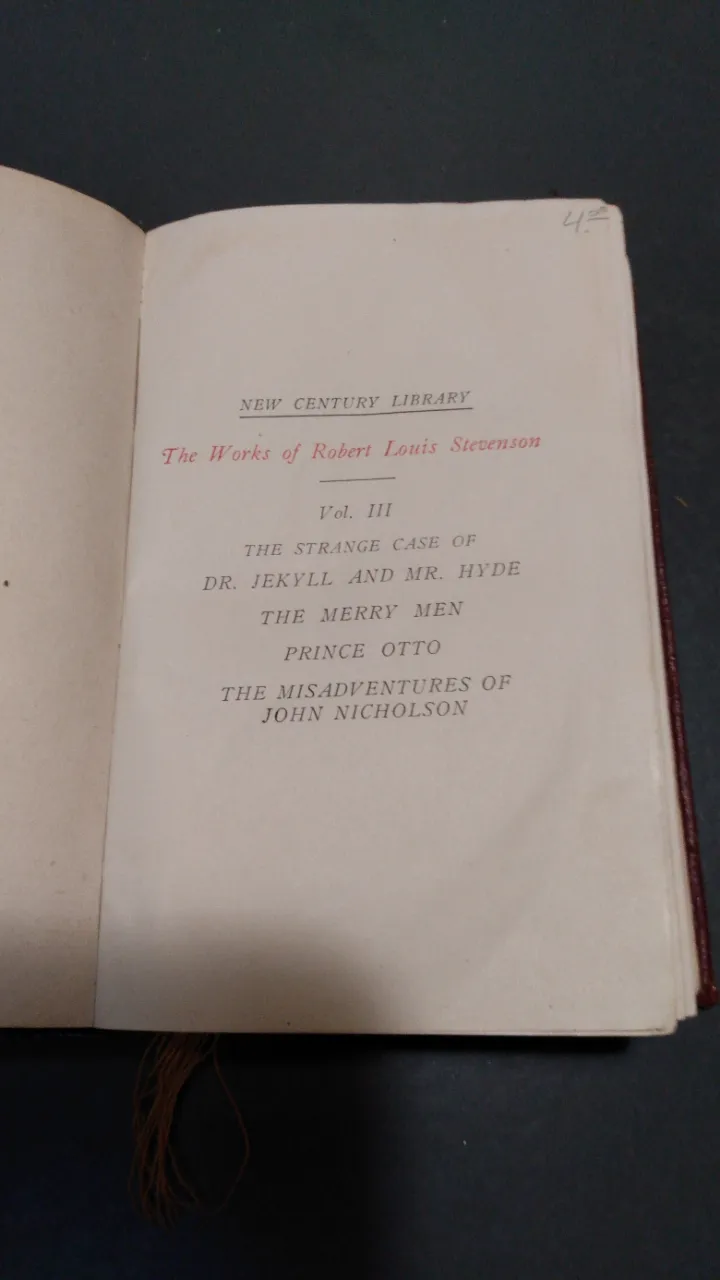 4.00
NEW CENTURY LIBRARY
The Works of Robert Louis Stevenson
Vol. III
THE STRANGE CASE OF
DR. JEKYLL AND MR. HYDE
THE MERRY MEN
PRINCE OTTO
THE MISADVENTURES OF
JOHN NICHOLSON